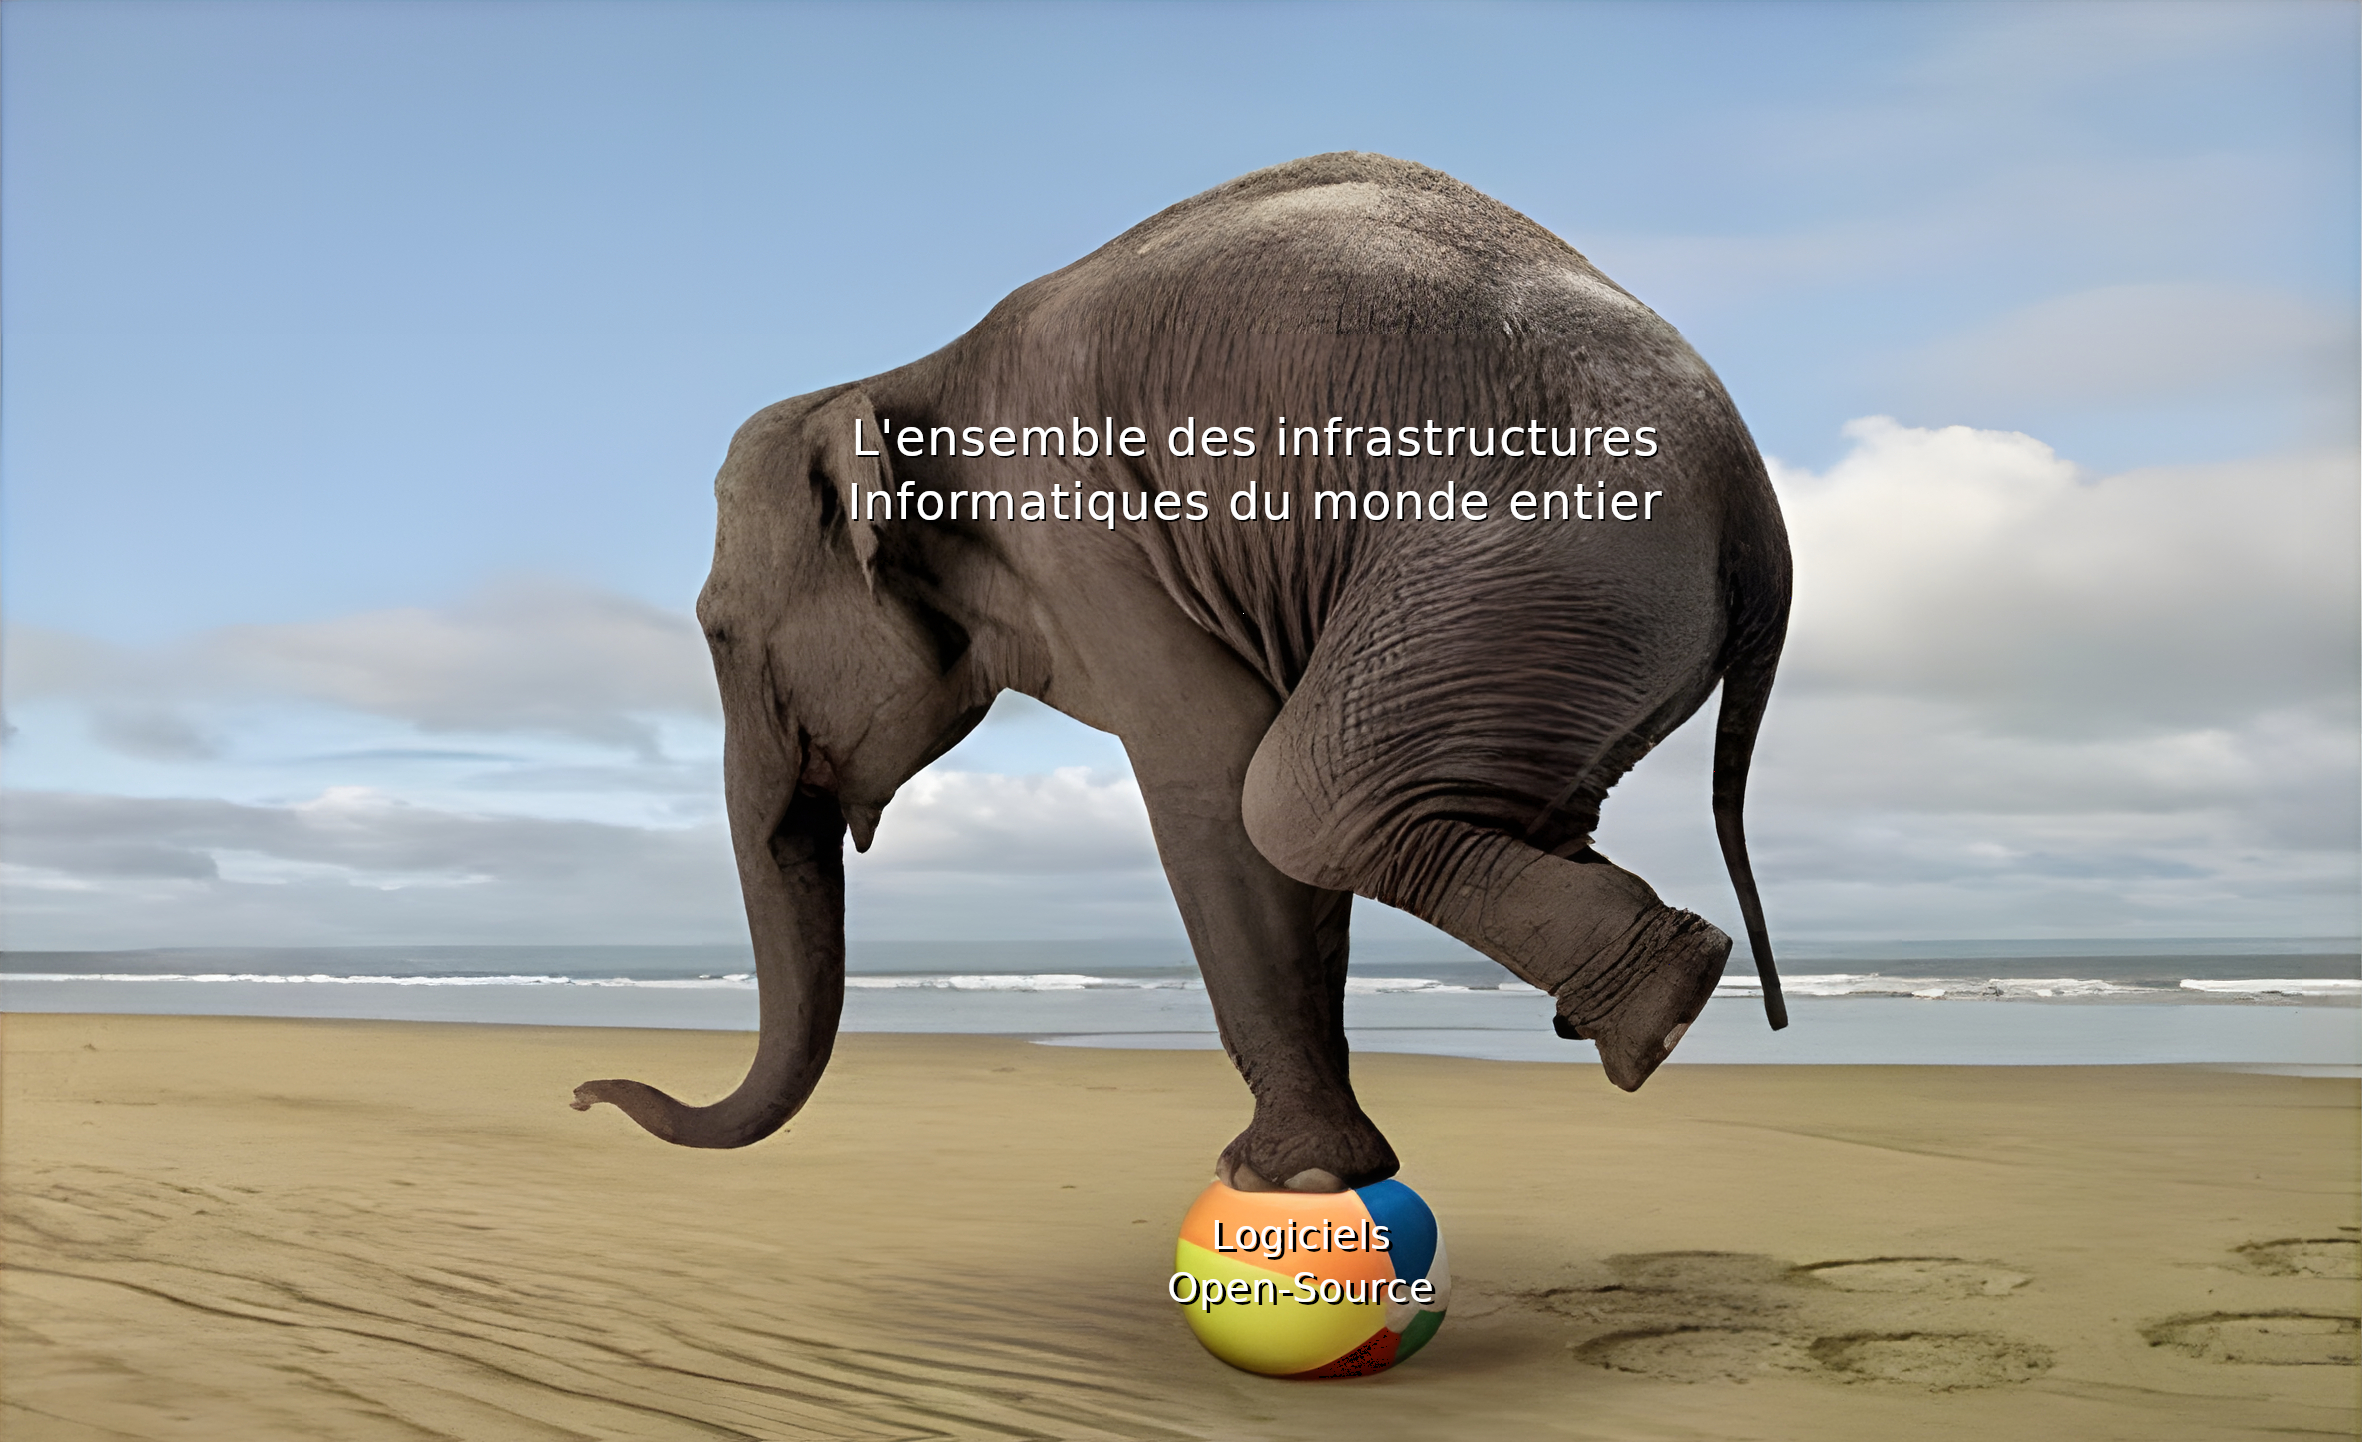 L'ensemble des infrastructures
Informatiques du monde entier
Logiciels
Open-Source